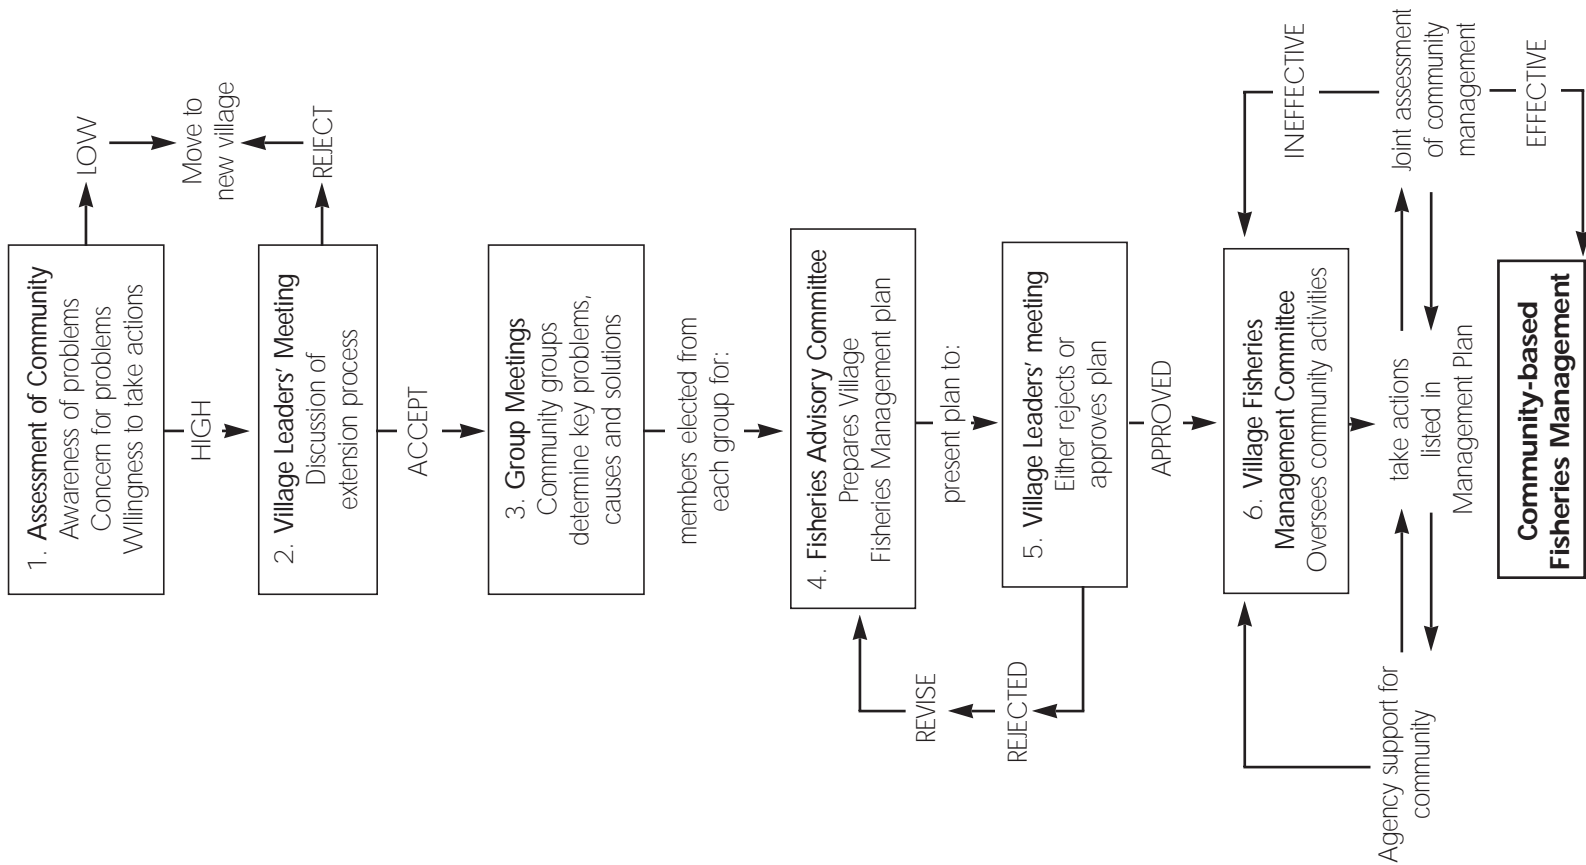 1. Assessment of Community
Awareness of problems
Concern for problems
WIllingness to take actions
LOW
HIGH
Move to
new village
2. Village Leaders' Meeting
Discussion of
extension process
REJECT
ACCEPT
3. Group Meetings
Community groups
determine key problems,
causes and solutions
members elected from
each group for:
4. Fisheries Advisory Committee
Prepares Village
Fisheries Management plan
REVISE
present plan to:
REJECTED
5. Village Leaders' meeting
Either rejects or
approves plan
APPROVED
6. Village Fisheries
Management Committee
Oversees community activities
INEFFECTIVE
Agency support for
community
take actions
listed in
Management Plan
Joint assessment
of community
management
EFFECTIVE
Community-based
Fisheries Management